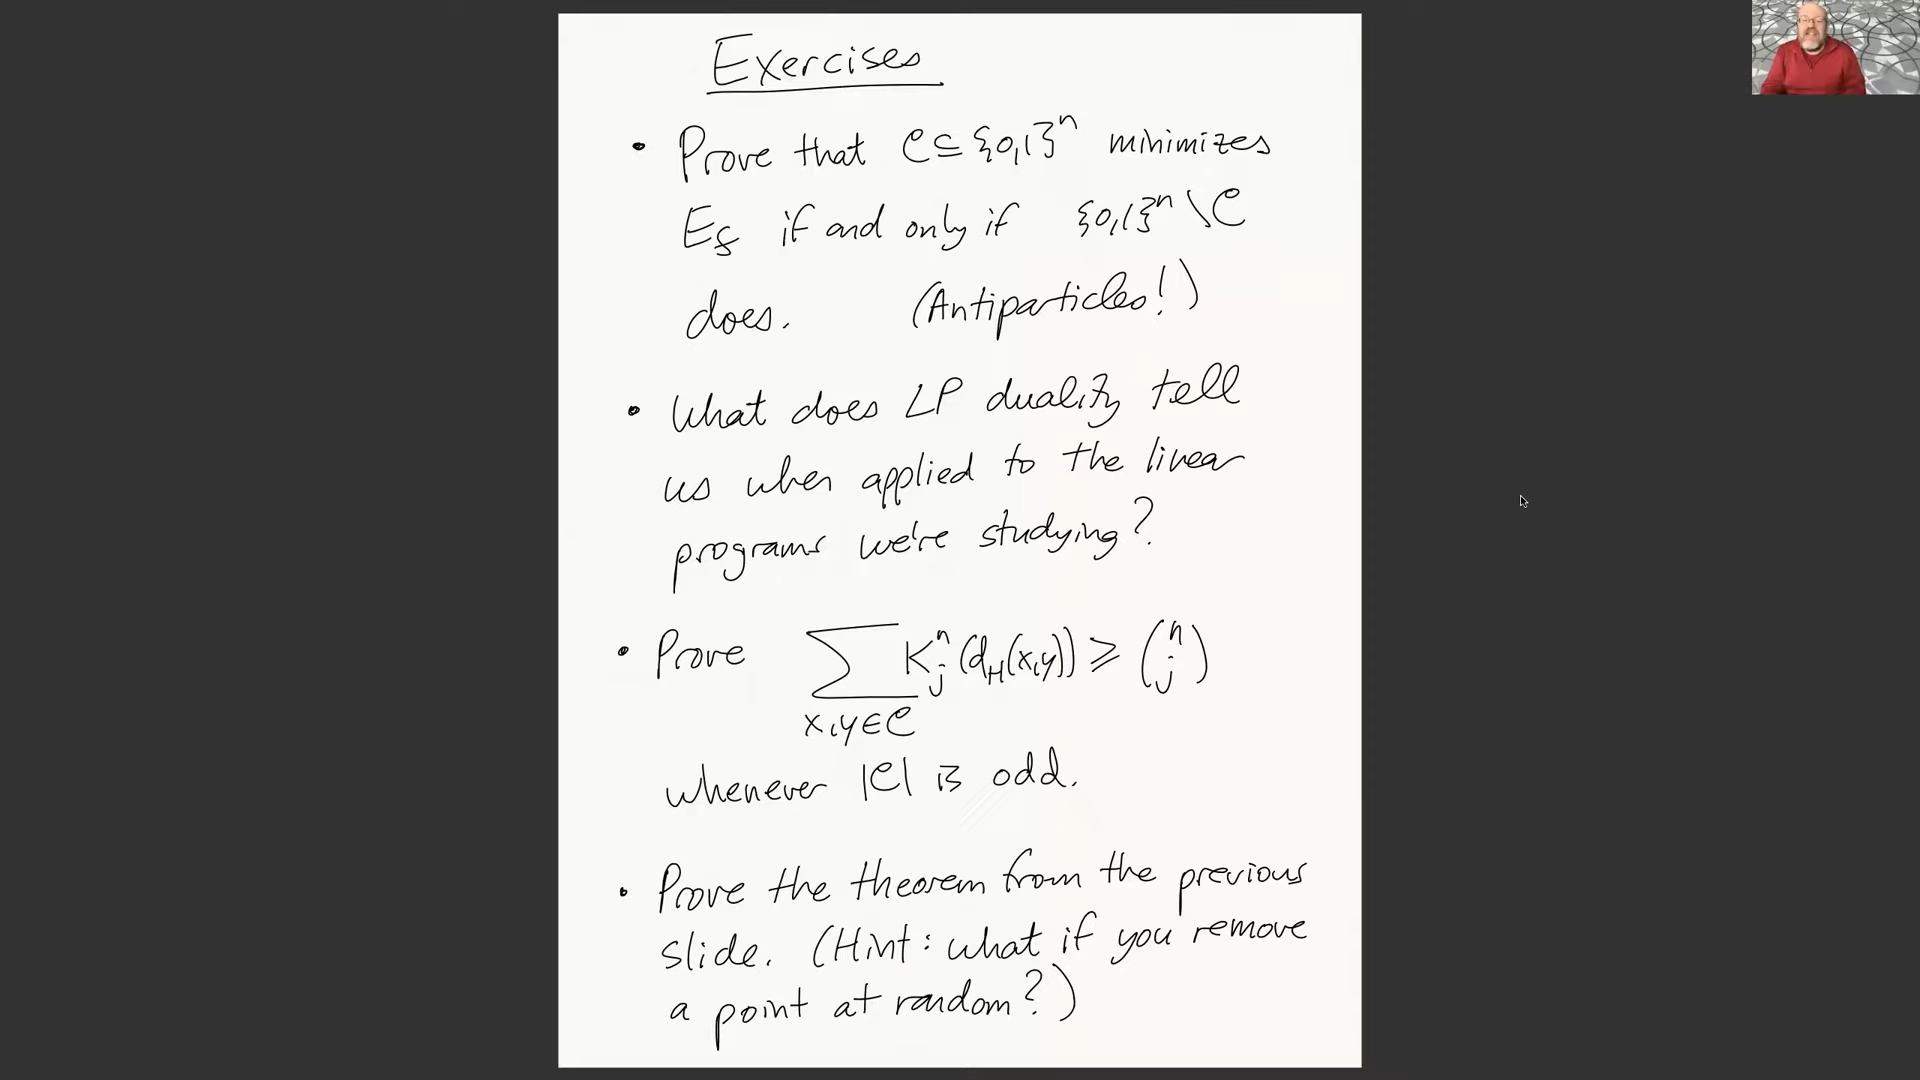 Exercises
• Prove that C ⊆ {0,1}ⁿ minimizes
E_f if and only if {0,1}ⁿ \ C
does. (Antiparticles!)
• What does LP duality tell
us when applied to the linear
programs we're studying?
• Prove ∑_{x,y∈C} K_j^n (d_H(x,y)) ≥ (n j)
whenever |C| is odd.
• Prove the theorem from the previous
slide. (Hint: what if you remove
a point at random?)